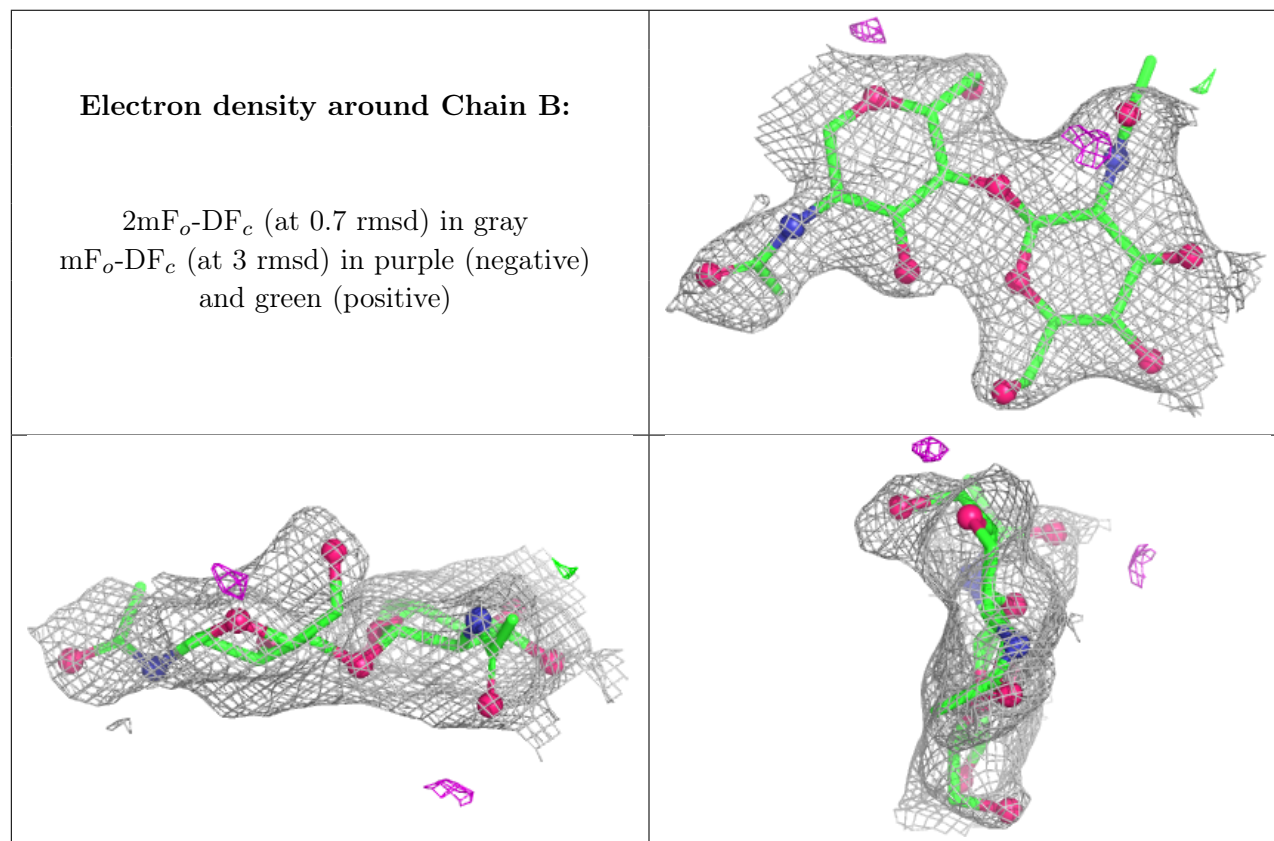 Electron density around Chain B:
2mFₒ-DF𝒸 (at 0.7 rmsd) in gray
mFₒ-DF𝒸 (at 3 rmsd) in purple (negative)
and green (positive)